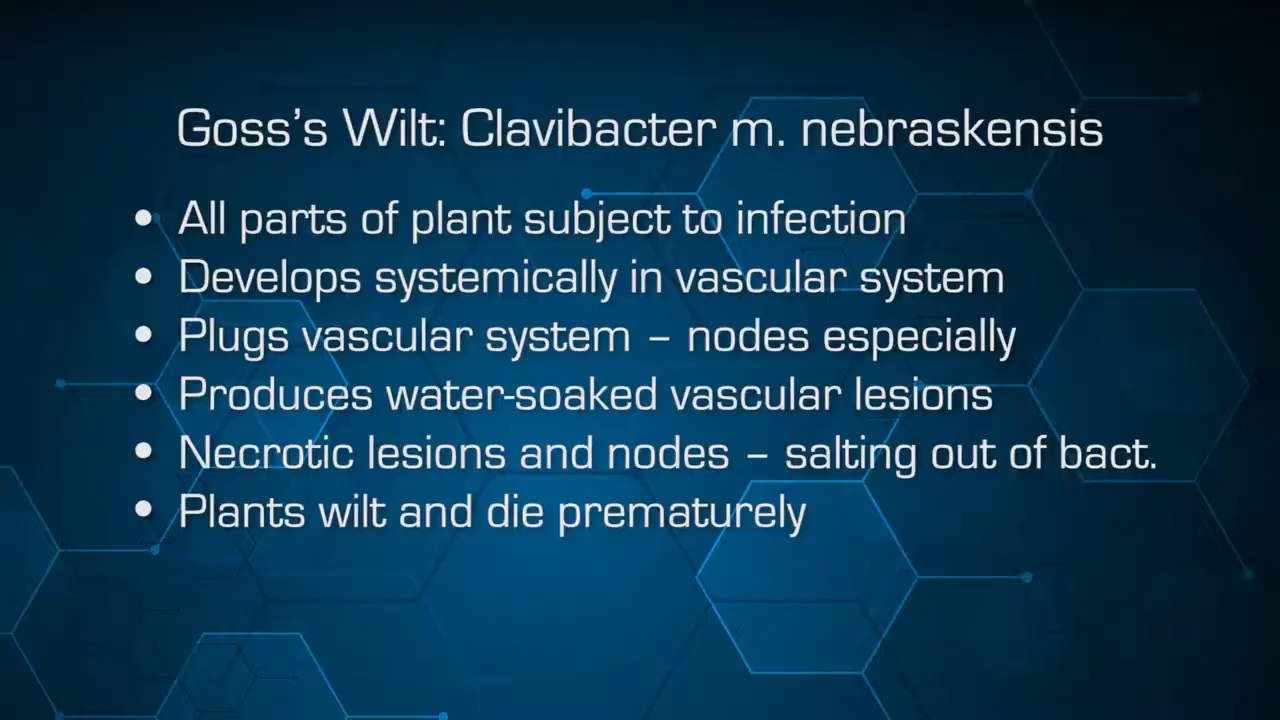 Goss's Wilt: Clavibacter m. nebraskensis
• All parts of plant subject to infection
• Develops systemically in vascular system
• Plugs vascular system – nodes especially
• Produces water-soaked vascular lesions
• Necrotic lesions and nodes – salting out of bact.
• Plants wilt and die prematurely